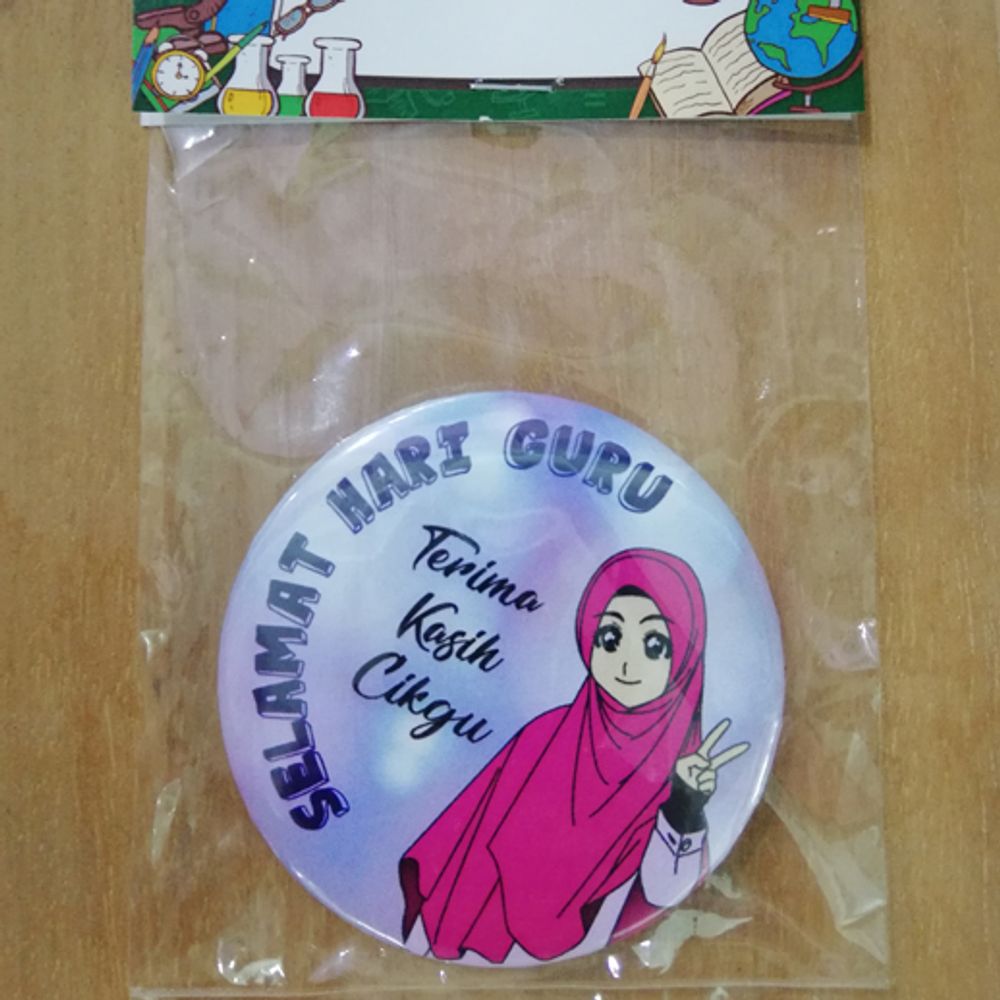 SELAMAT HARI GURU
Terima
Kasih
Cikgu